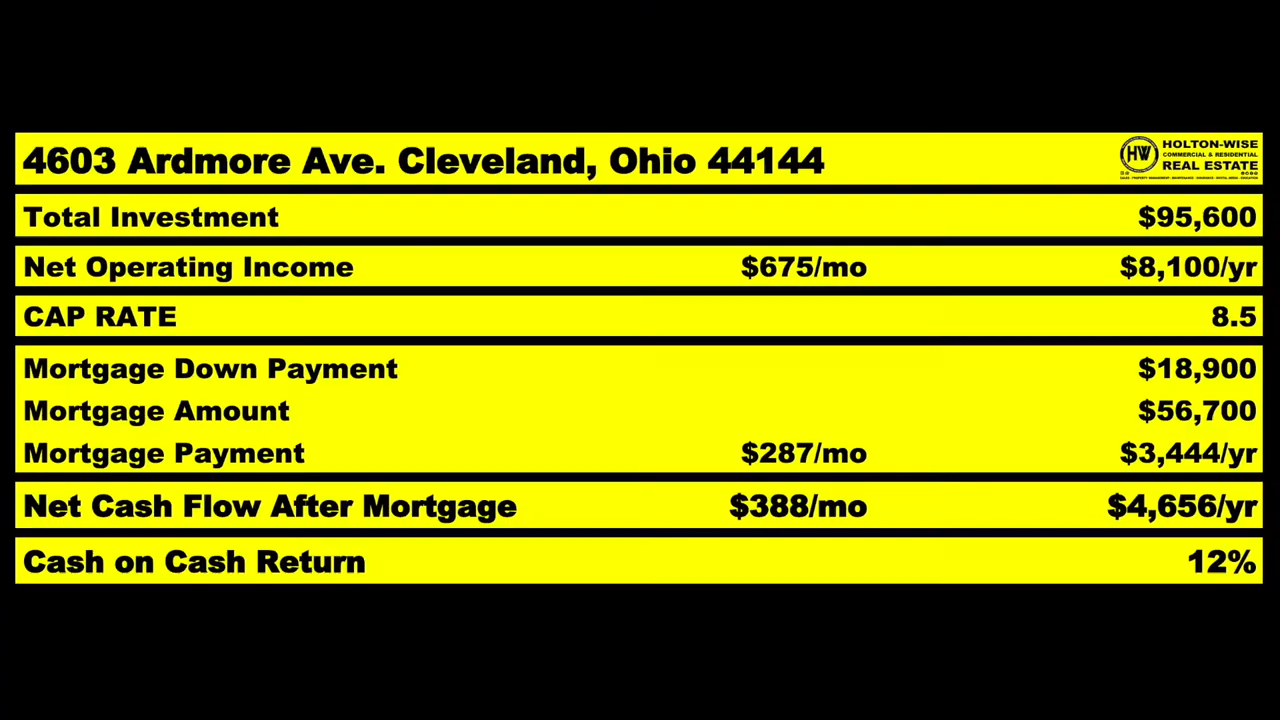 4603 Ardmore Ave. Cleveland, Ohio 44144
HW
HOLTON-WISE
COMMERCIAL & RESIDENTIAL
REAL ESTATE
Total Investment $95,600
Net Operating Income $675/mo $8,100/yr
CAP RATE 8.5
Mortgage Down Payment $18,900
Mortgage Amount $56,700
Mortgage Payment $287/mo $3,444/yr
Net Cash Flow After Mortgage $388/mo $4,656/yr
Cash on Cash Return 12%